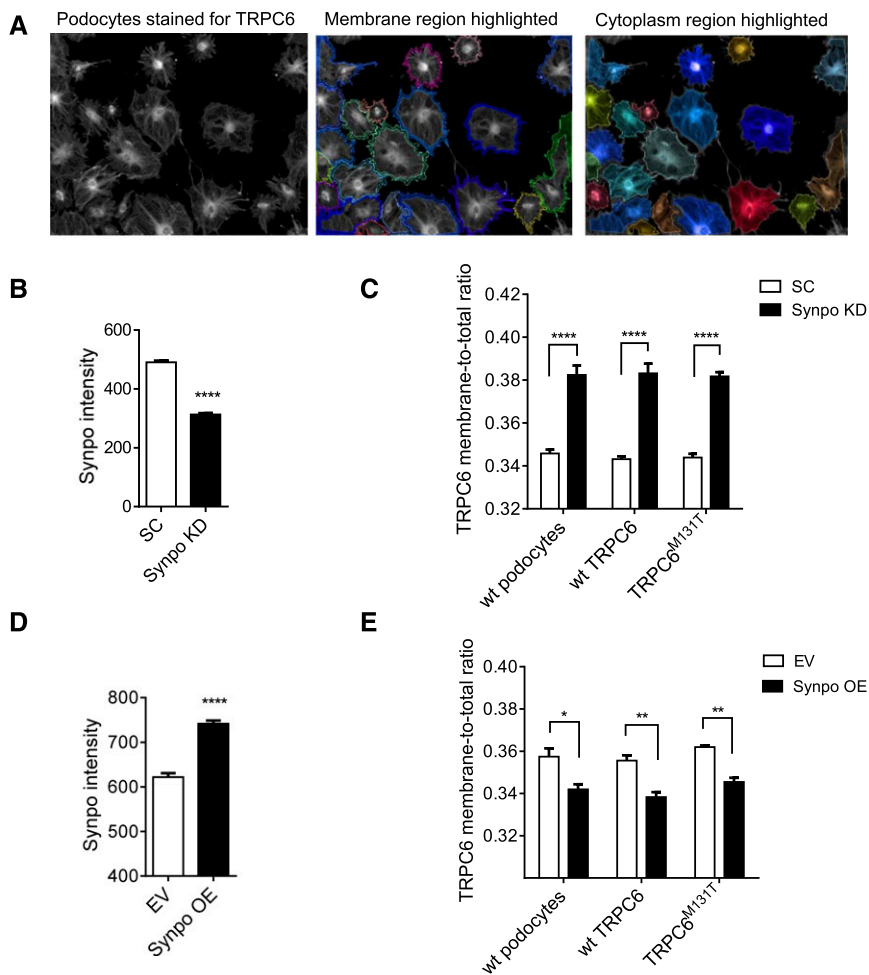 A
Podocytes stained for TRPC6
Membrane region highlighted
Cytoplasm region highlighted
B
Synpo intensity
600
400
200
0
****
SC
Synpo KD
C
TRPC6 membrane-to-total ratio
0.42
0.40
0.38
0.36
0.34
0.32
****
****
****
SC
Synpo KD
wt podocytes
wt TRPC6
TRPC6M131T
D
Synpo intensity
800
700
600
500
400
****
EV
Synpo OE
E
TRPC6 membrane-to-total ratio
0.40
0.38
0.36
0.34
0.32
*
**
**
EV
Synpo OE
wt podocytes
wt TRPC6
TRPC6M131T